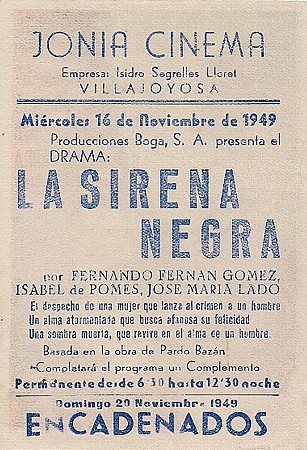 JONIA CINEMA
Empresa: Isidro Segrelles Lloret
VILLAJOYOSA
Miércoles 16 de Noviembre de 1949
Producciones Boga, S. A. presenta el
DRAMA:
LA SIRENA
NEGRA
por FERNANDO FERNAN GOMEZ,
ISABEL de POMES, JOSE MARIA LADO
El despecho de una mujer que lanza al crimen a un hombre
Un alma atormentada que busca afanosa su felicidad
Una sombra muerta, que revive en el alma de un hombre.
Basada en la obra de Pardo Bazán
Completará el programa un Complemento
Permanente desde 6'30 hasta 12'30 noche
Domingo 20 Noviembre 1949
ENCADENADOS